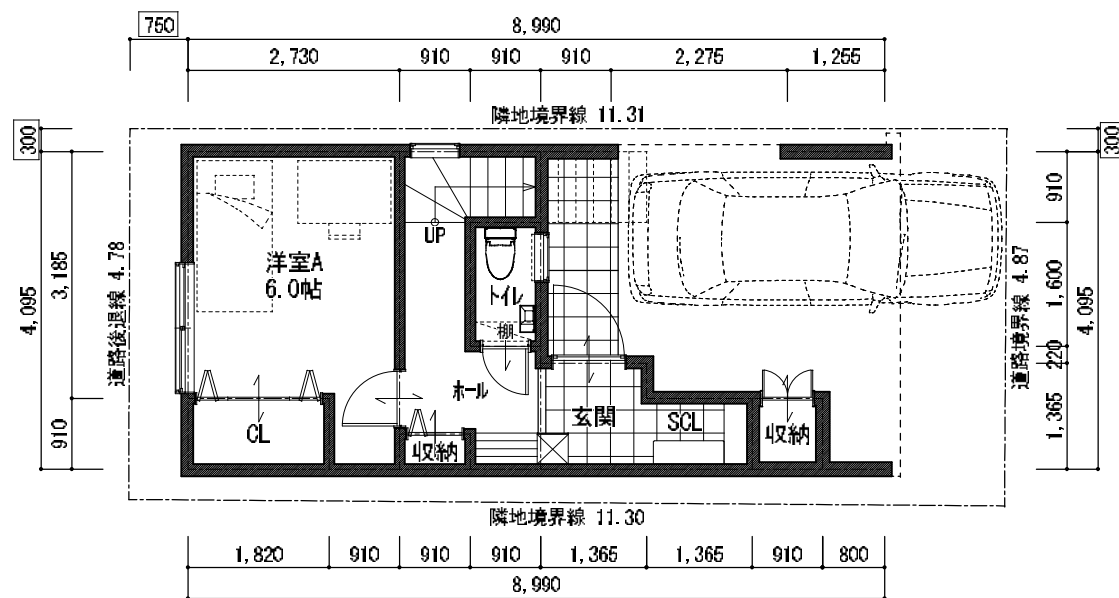 750
8,990
2,730
910
910
910
2,275
1,255
隣地境界線 11.31
300
300
4,095
3,185
910
道路後退線 4.78
洋室A
6.0帖
UP
トイレ
棚
ホール
玄関
SCL
CL
収納
収納
道路境界線 4.87
910
1,600
220
1,365
4,095
隣地境界線 11.30
1,820
910
910
910
1,365
1,365
910
800
8,990